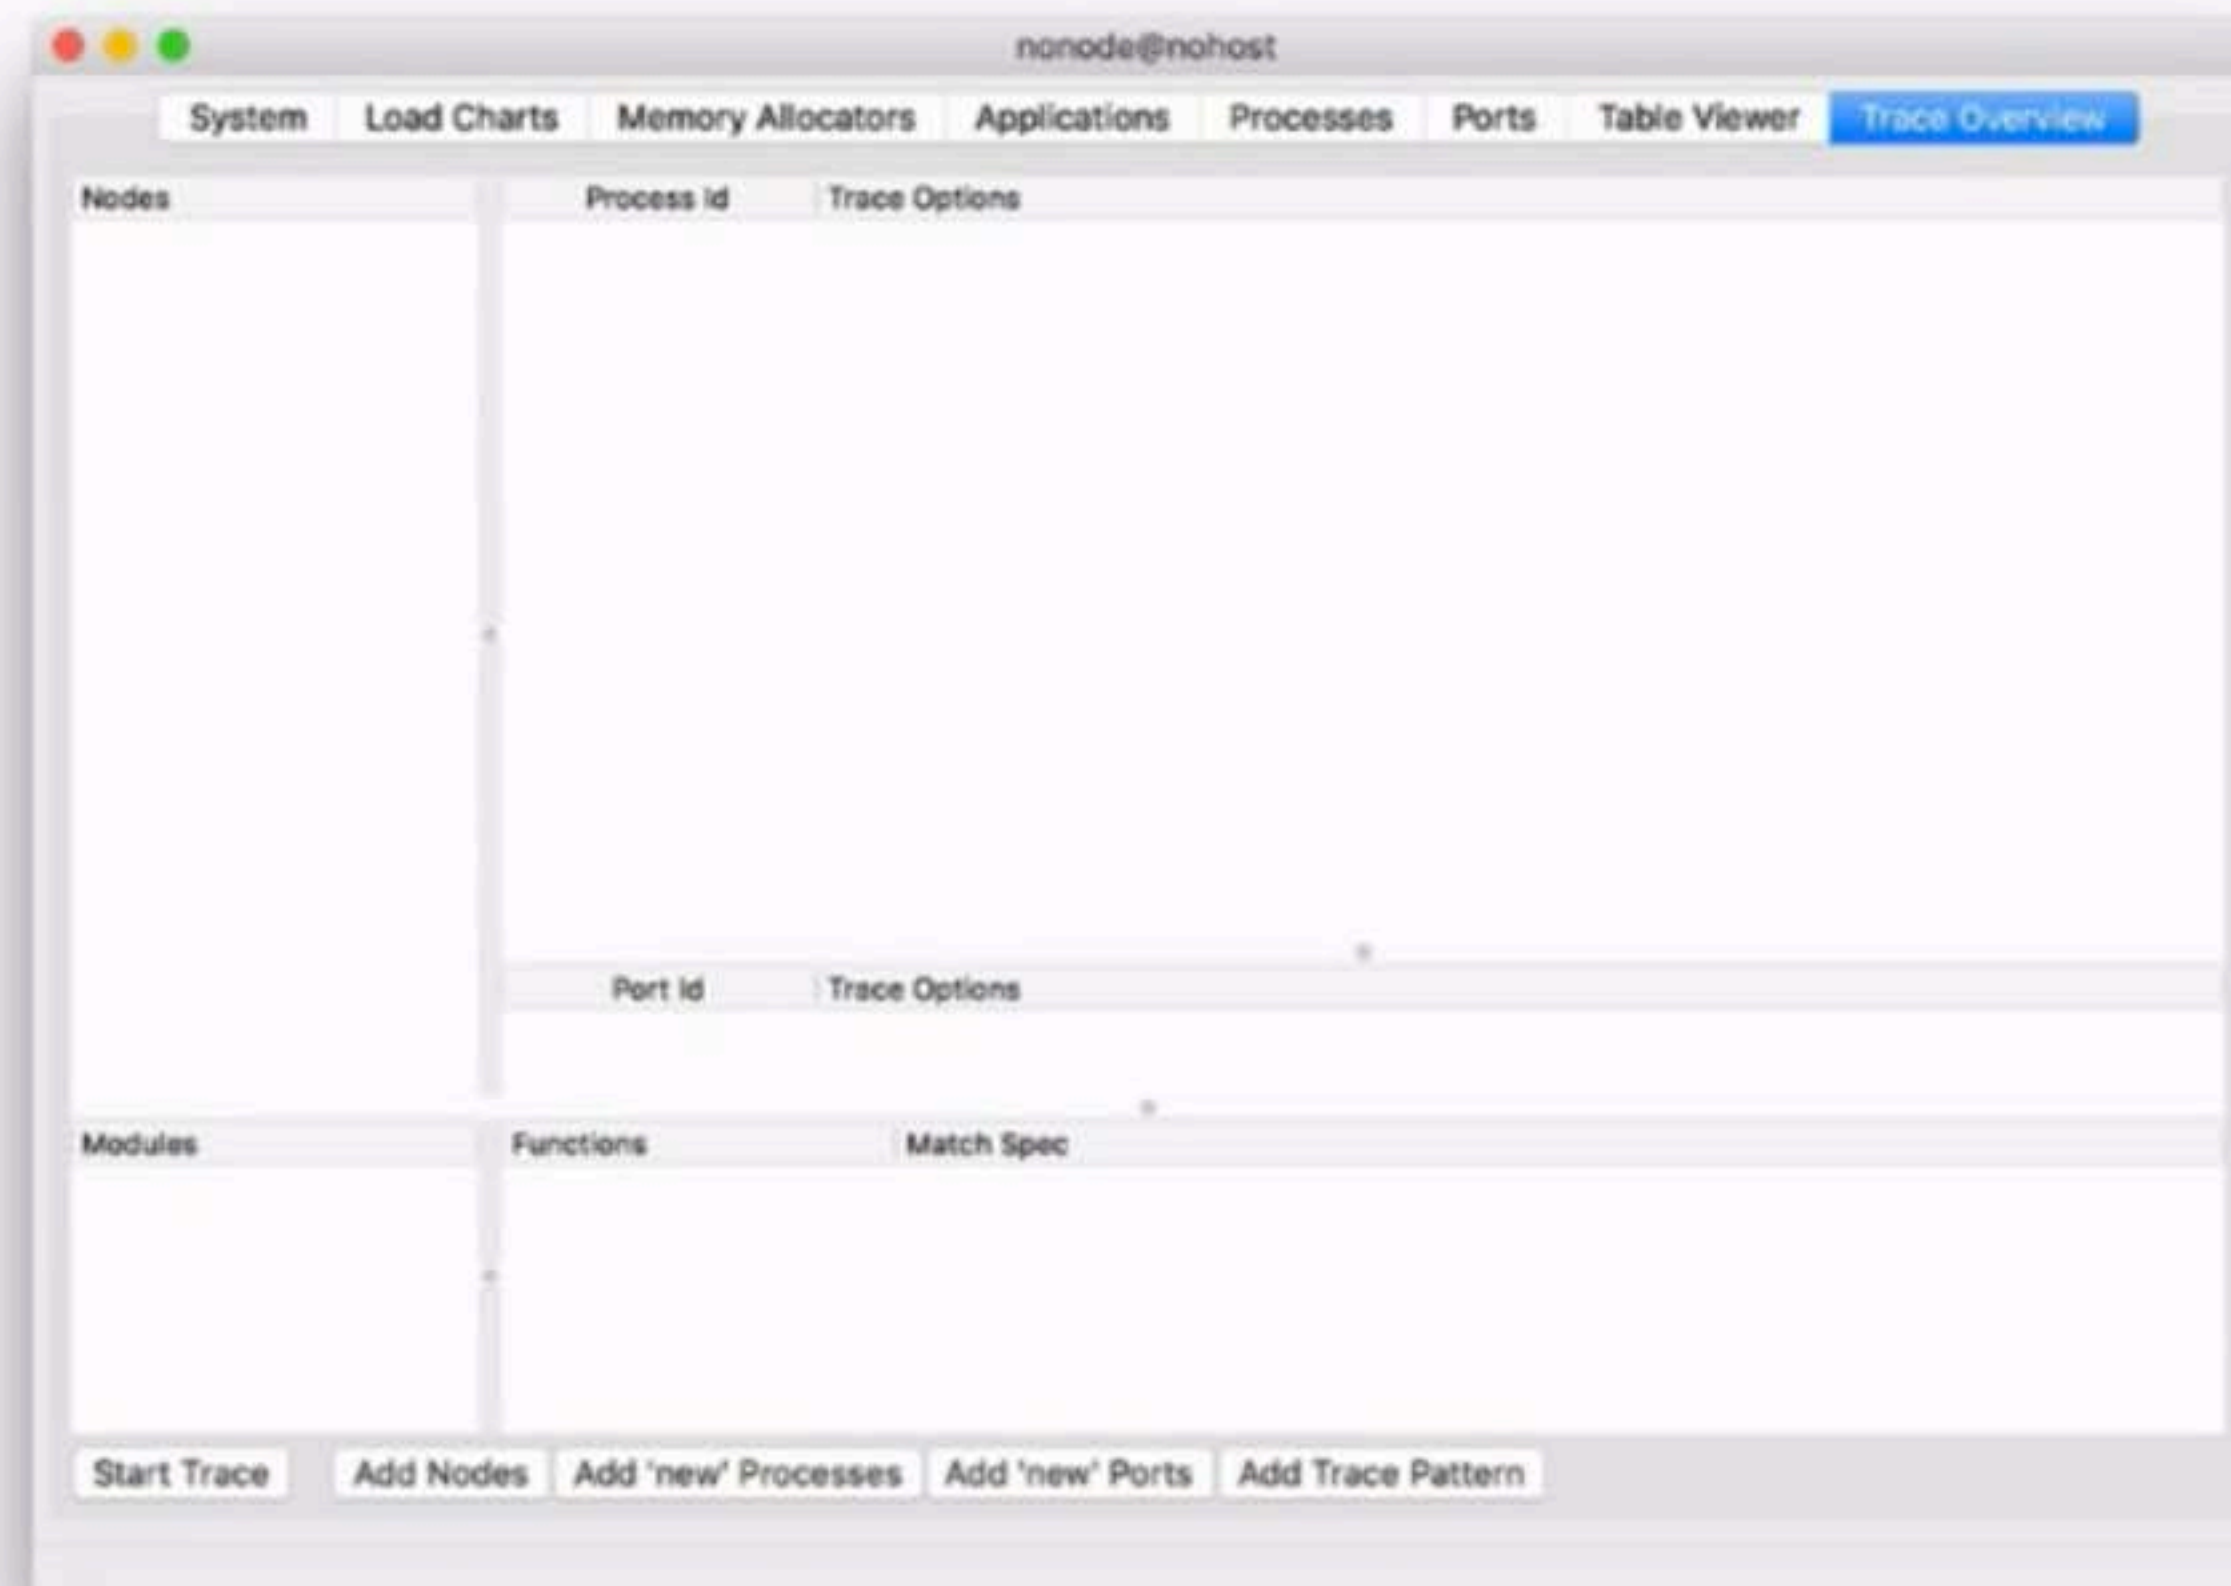 nonode@nohost
System Load Charts Memory Allocators Applications Processes Ports Table Viewer Trace Overview
Nodes Process Id Trace Options
Port Id Trace Options
Modules Functions Match Spec
Start Trace Add Nodes Add 'new' Processes Add 'new' Ports Add Trace Pattern